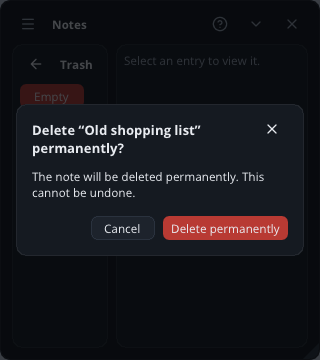 Notes
Trash
Select an entry to view it.
Empty
Delete “Old shopping list”
permanently?
The note will be deleted permanently. This
cannot be undone.
Cancel
Delete permanently